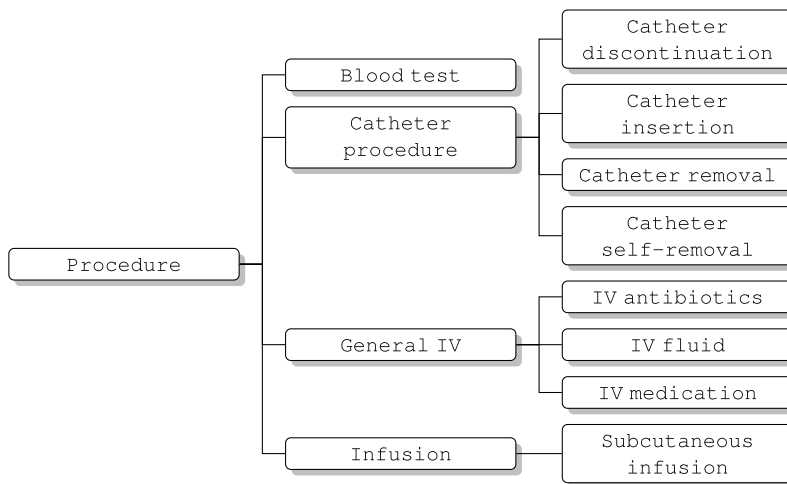 Procedure
Blood test
Catheter
procedure
Catheter
discontinuation
Catheter
insertion
Catheter removal
Catheter
self-removal
General IV
IV antibiotics
IV fluid
IV medication
Infusion
Subcutaneous
infusion